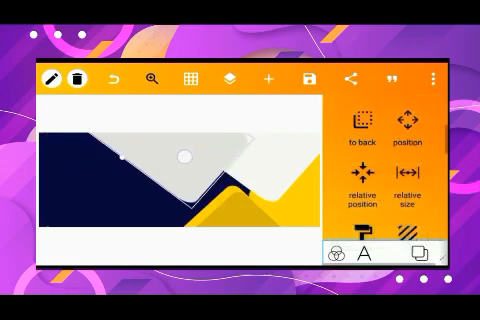 to back
position
relative
position
relative
size
A